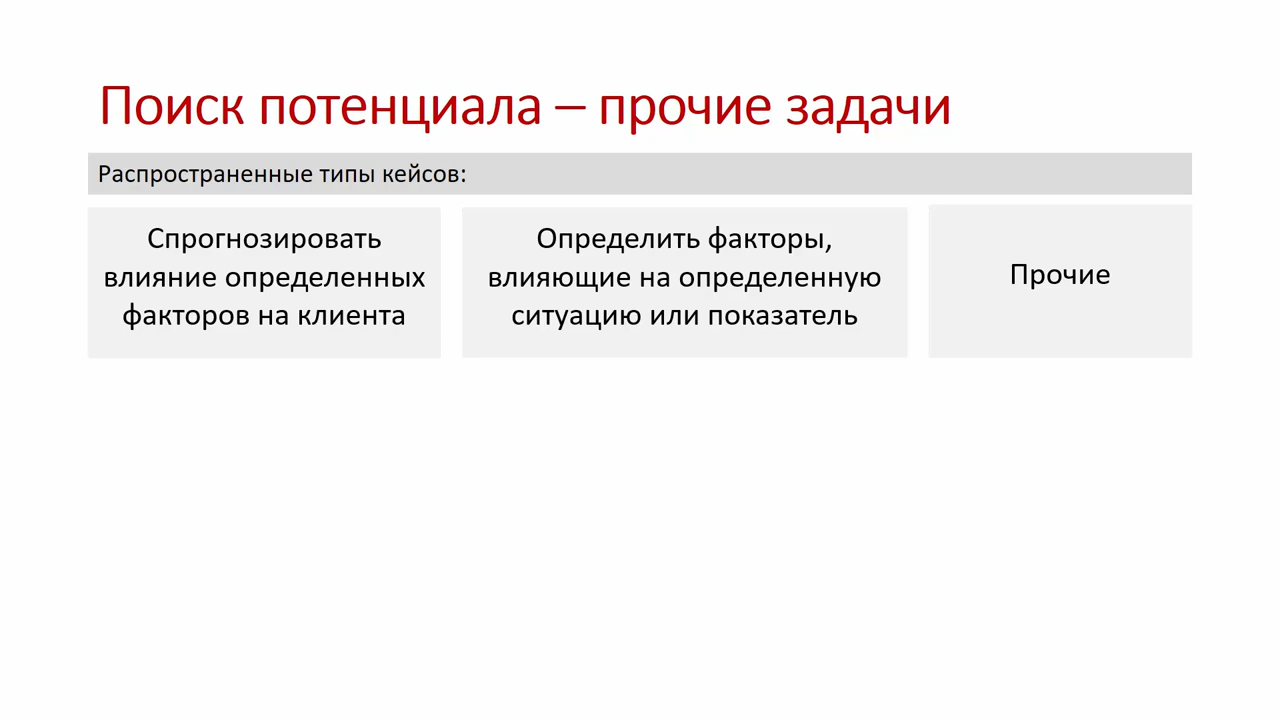 Поиск потенциала – прочие задачи
Распространенные типы кейсов:
Спрогнозировать
влияние определенных
факторов на клиента
Определить факторы,
влияющие на определенную
ситуацию или показатель
Прочие